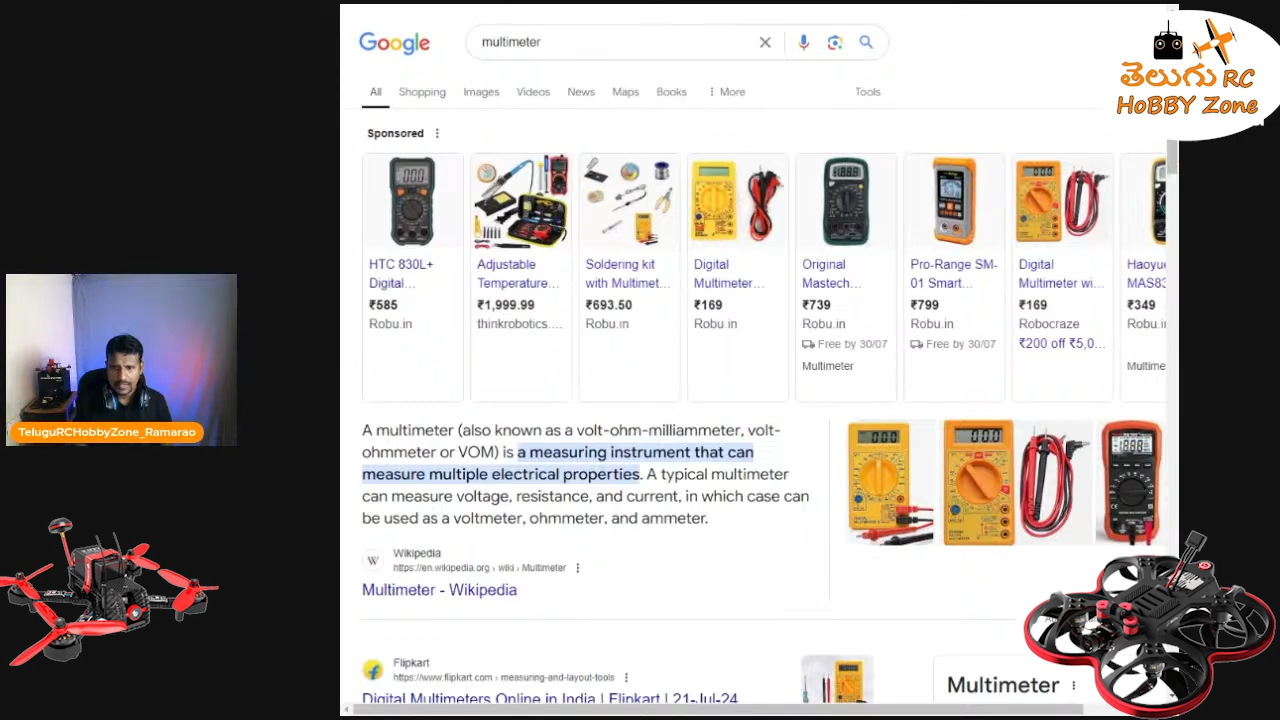 Google
multimeter
తెలుగు RC
HoBBY Zone
All Shopping Images Videos News Maps Books More Tools
Sponsored
HTC 830L+
Digital...
₹585
Robu.in
Adjustable
Temperature...
₹1,999.99
thinkrobotics....
Soldering kit
with Multimet...
₹693.50
Robu.in
Digital
Multimeter...
₹169
Robu.in
Original
Mastech...
₹739
Robu.in
Free by 30/07
Multimeter
Pro-Range SM-
01 Smart...
₹799
Robu.in
Free by 30/07
Digital
Multimeter wi...
₹169
Robocraze
₹200 off ₹5,0...
Haoyue
MAS83
₹349
Robu.in
Multime
A multimeter (also known as a volt-ohm-milliammeter, volt-
ohmmeter or VOM) is a measuring instrument that can
measure multiple electrical properties. A typical multimeter
can measure voltage, resistance, and current, in which case can
be used as a voltmeter, ohmmeter, and ammeter.
TeluguRCHobbyZone_Ramarao
W
Wikipedia
https://en.wikipedia.org › wiki › Multimeter
Multimeter - Wikipedia
Flipkart
https://www.flipkart.com › measuring-and-layout-tools
Digital Multimeters Online in India | Flipkart | 21-Jul-24
Multimeter